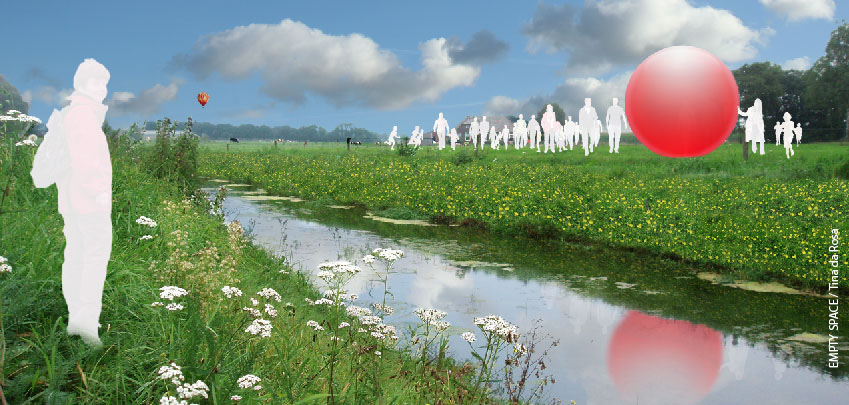 EMPTY SPACE / Tina da Rosa